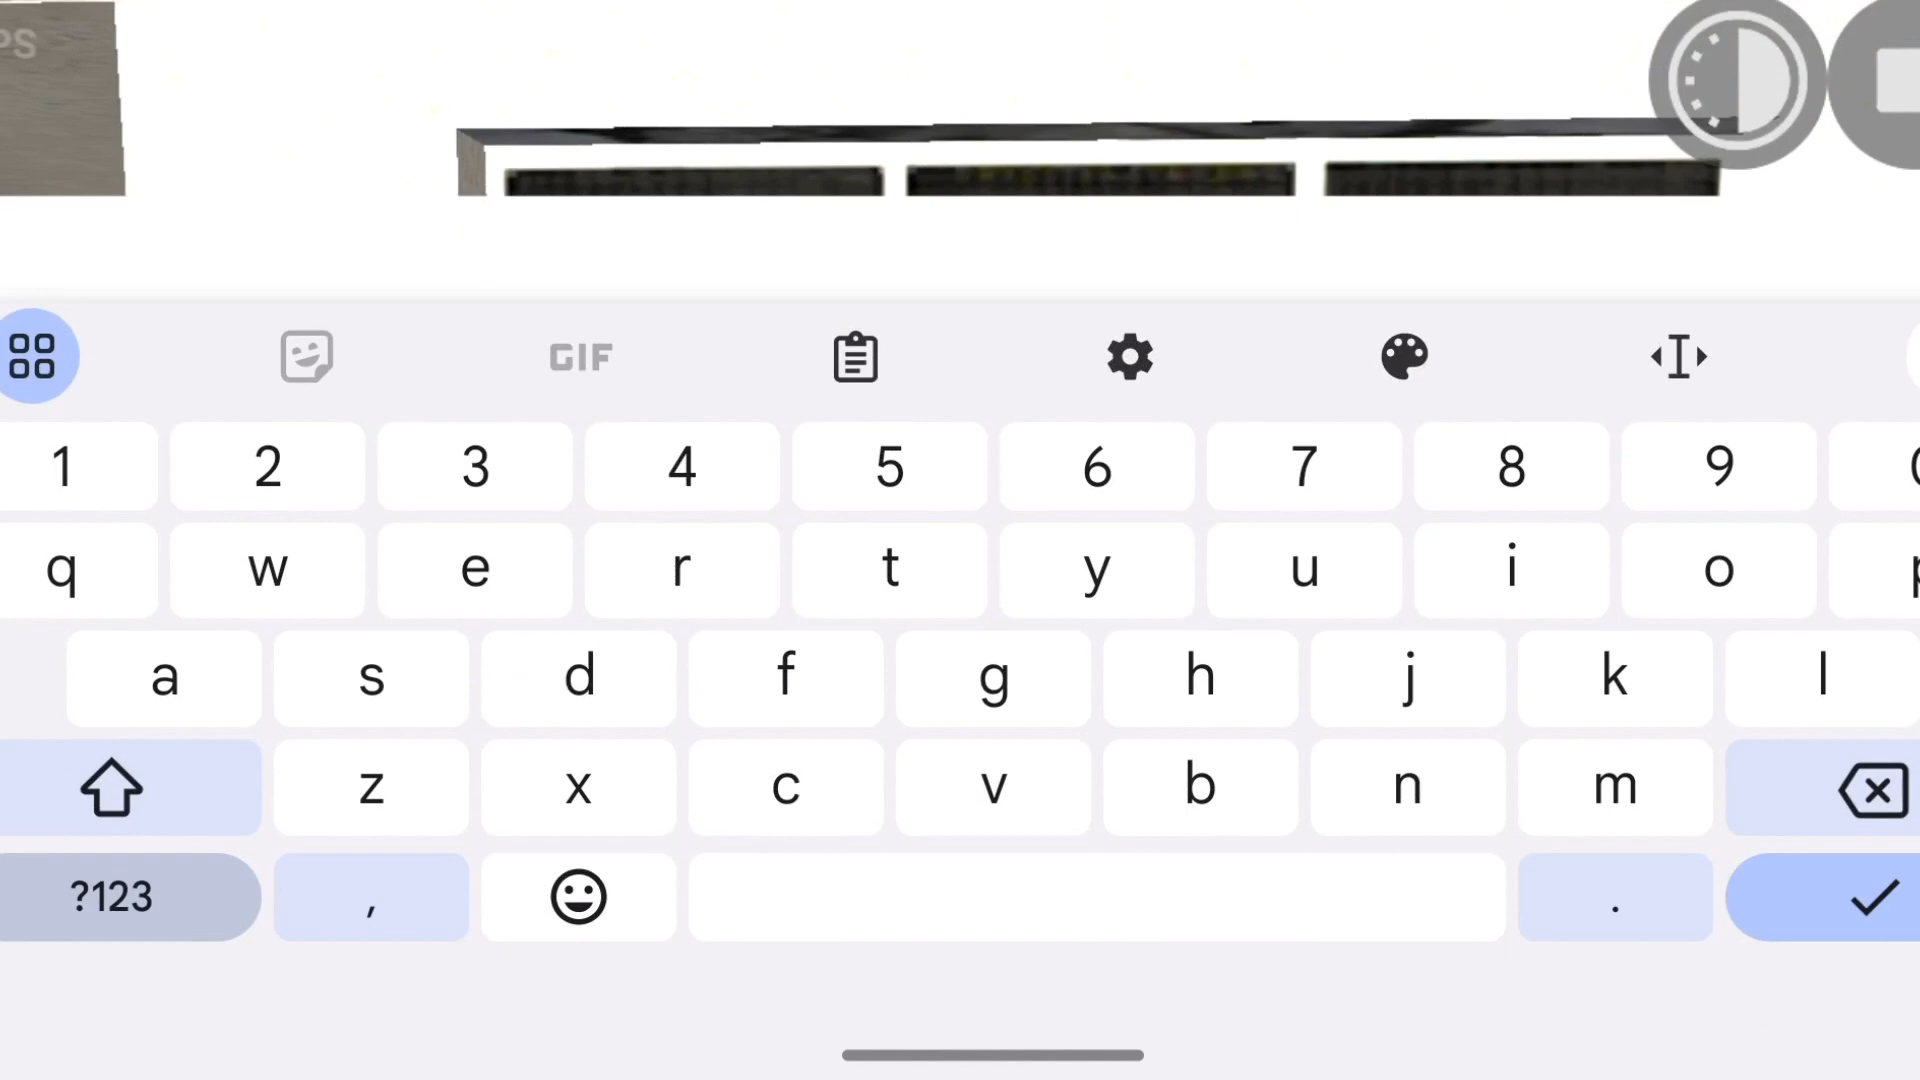 PS
GIF
1 2 3 4 5 6 7 8 9
q w e r t y u i o p
a s d f g h j k l
z x c v b n m
?123 , .